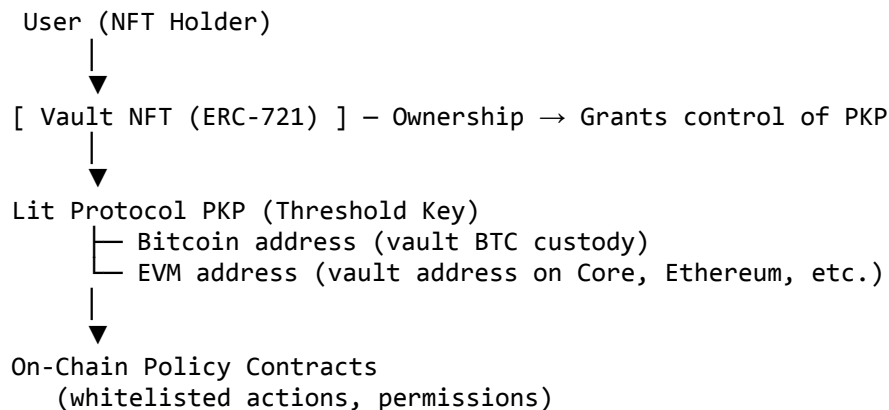 User (NFT Holder)
│
▼
[ Vault NFT (ERC-721) ] — Ownership → Grants control of PKP
│
▼
Lit Protocol PKP (Threshold Key)
├─ Bitcoin address (vault BTC custody)
└─ EVM address (vault address on Core, Ethereum, etc.)
│
▼
On-Chain Policy Contracts
(whitelisted actions, permissions)